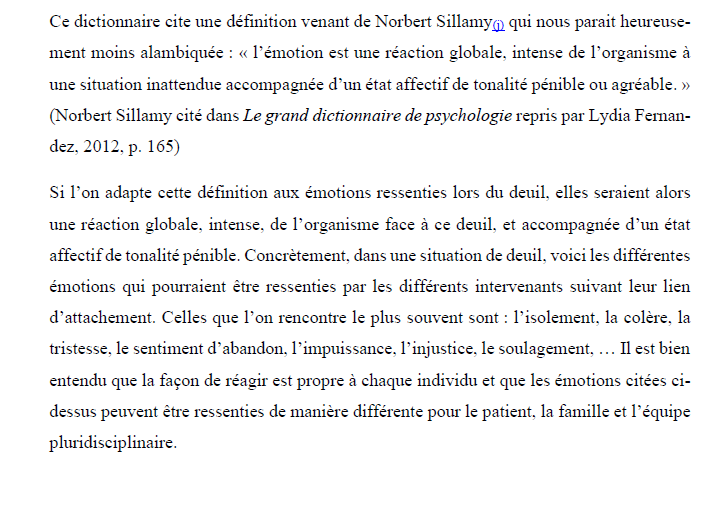 Ce dictionnaire cite une définition venant de Norbert Sillamy(j) qui nous parait heureuse-
ment moins alambiquée : « l’émotion est une réaction globale, intense de l’organisme à
une situation inattendue accompagnée d’un état affectif de tonalité pénible ou agréable. »
(Norbert Sillamy cité dans Le grand dictionnaire de psychologie repris par Lydia Fernan-
dez, 2012, p. 165)
Si l’on adapte cette définition aux émotions ressenties lors du deuil, elles seraient alors
une réaction globale, intense, de l’organisme face à ce deuil, et accompagnée d’un état
affectif de tonalité pénible. Concrètement, dans une situation de deuil, voici les différentes
émotions qui pourraient être ressenties par les différents intervenants suivant leur lien
d’attachement. Celles que l’on rencontre le plus souvent sont : l’isolement, la colère, la
tristesse, le sentiment d’abandon, l’impuissance, l’injustice, le soulagement, … Il est bien
entendu que la façon de réagir est propre à chaque individu et que les émotions citées ci-
dessus peuvent être ressenties de manière différente pour le patient, la famille et l’équipe
pluridisciplinaire.